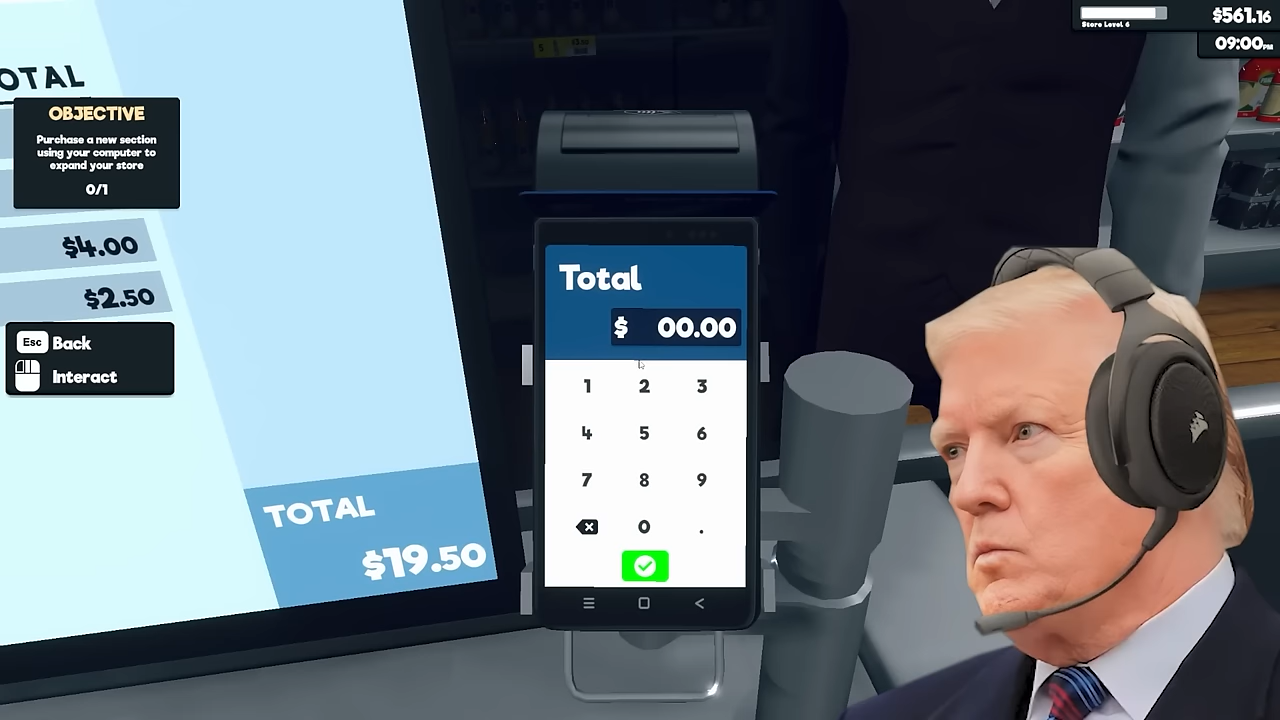 Store Level 6
$561.16
09:00PM
OTAL
OBJECTIVE
Purchase a new section
using your computer to
expand your store
0/1
$4.00
$2.50
Esc Back
Interact
TOTAL
$19.50
Total
$ 00.00
1 2 3
4 5 6
7 8 9
0 .